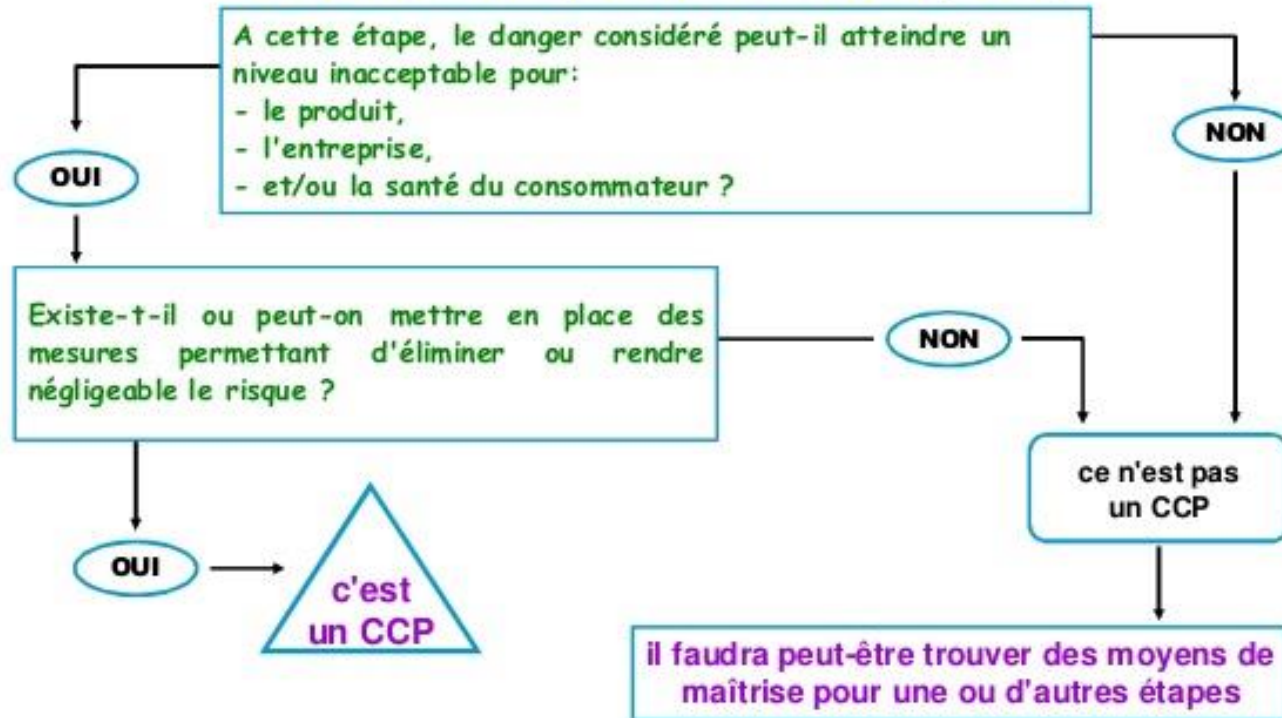 A cette étape, le danger considéré peut-il atteindre un
niveau inacceptable pour:
- le produit,
- l'entreprise,
- et/ou la santé du consommateur ?
OUI
NON
Existe-t-il ou peut-on mettre en place des
mesures permettant d'éliminer ou rendre
négligeable le risque ?
NON
OUI
c'est
un CCP
ce n'est pas
un CCP
il faudra peut-être trouver des moyens de
maîtrise pour une ou d'autres étapes